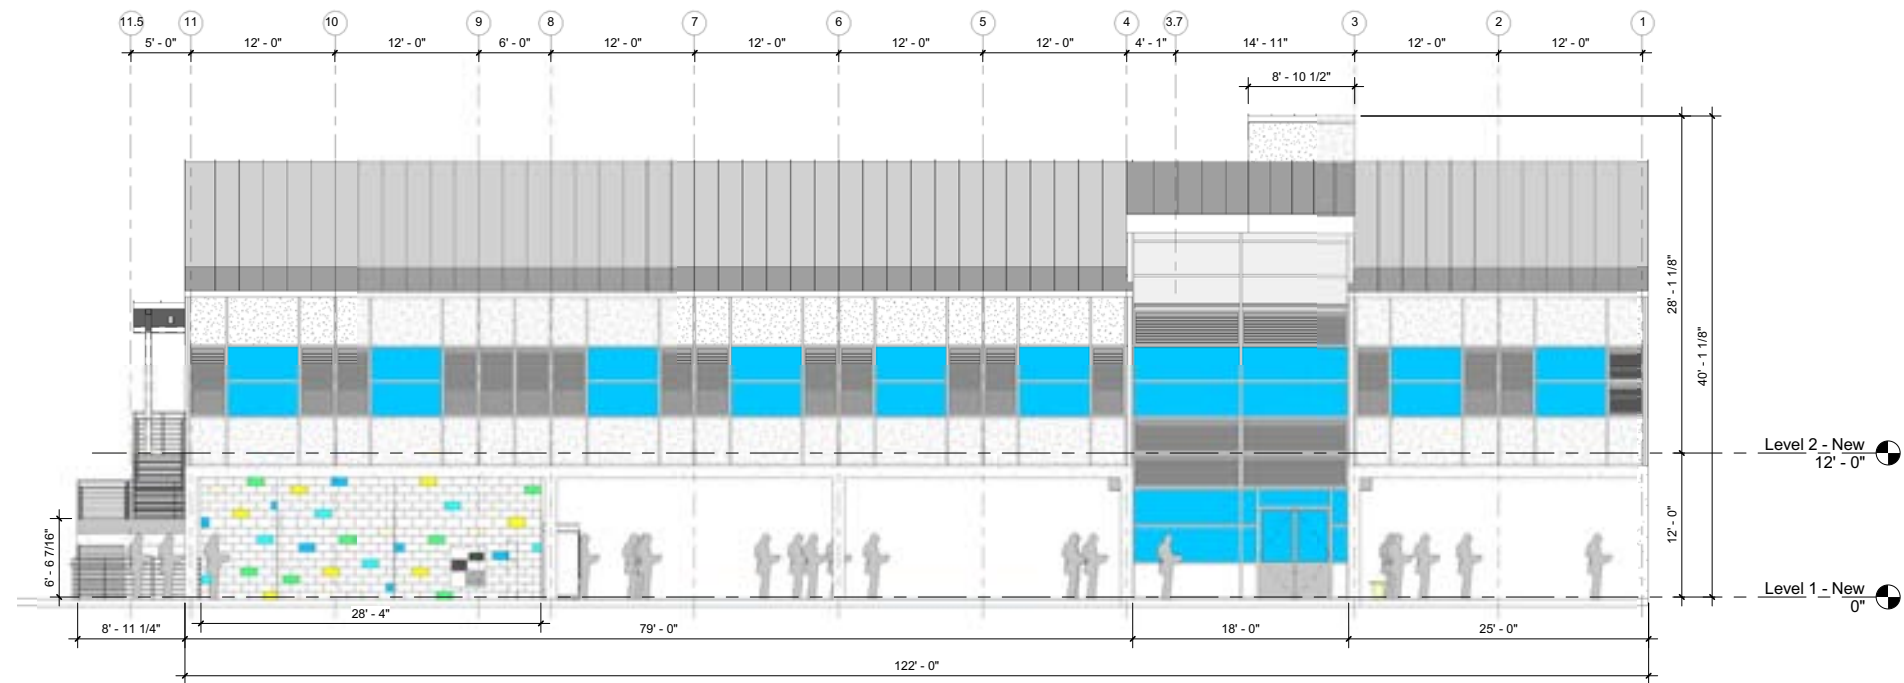 11.5 11 10 9 8 7 6 5 4 3.7 3 2 1
5' - 0" 12' - 0" 12' - 0" 6' - 0" 12' - 0" 12' - 0" 12' - 0" 12' - 0" 4' - 1" 14' - 11" 12' - 0" 12' - 0"
8' - 10 1/2"
28' - 1 1/8"
40' - 1 1/8"
Level 2 - New
12' - 0"
12' - 0"
6' - 6 7/16"
Level 1 - New
0"
28' - 4"
8' - 11 1/4" 79' - 0" 18' - 0" 25' - 0"
122' - 0"